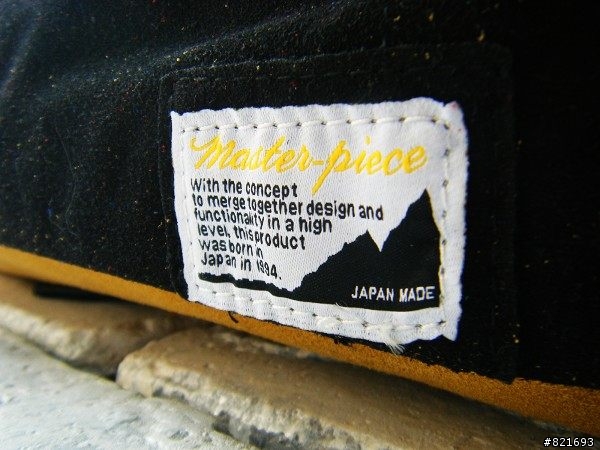 Master-piece
With the concept
to merge together design and
functionality in a high
level, this product
was born in
Japan in 1994.
JAPAN MADE
#821693